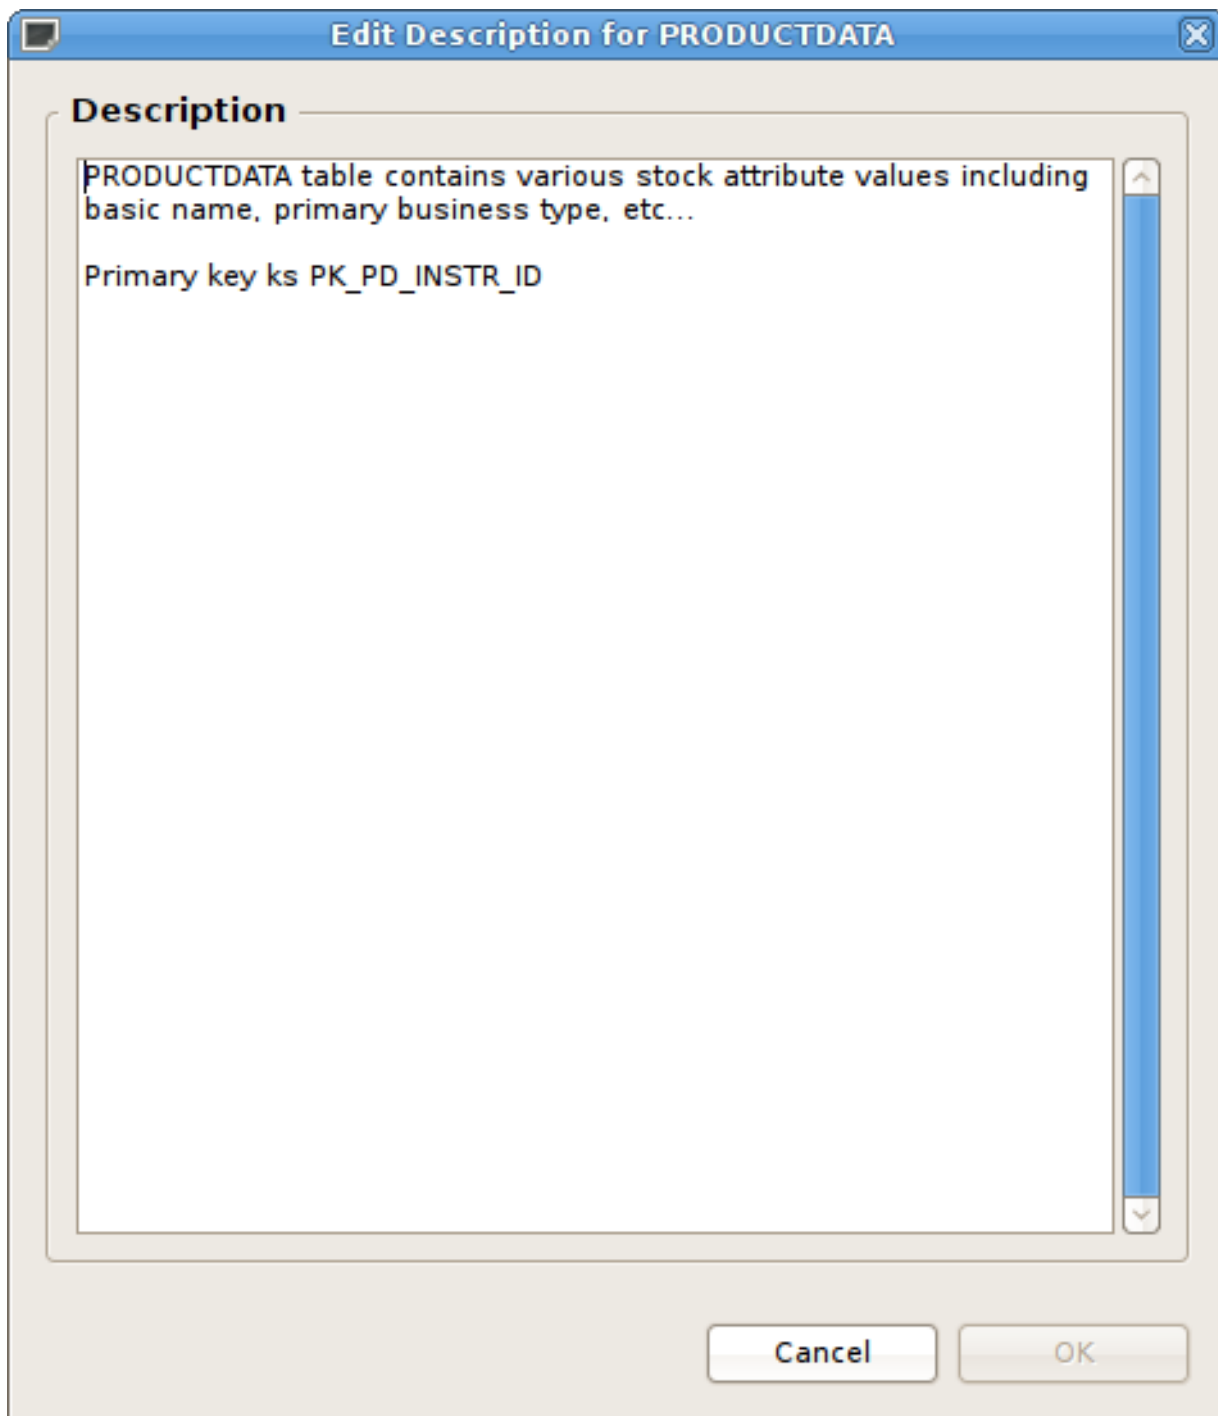 Edit Description for PRODUCTDATA
Description
PRODUCTDATA table contains various stock attribute values including
basic name, primary business type, etc...
Primary key ks PK_PD_INSTR_ID
Cancel
OK